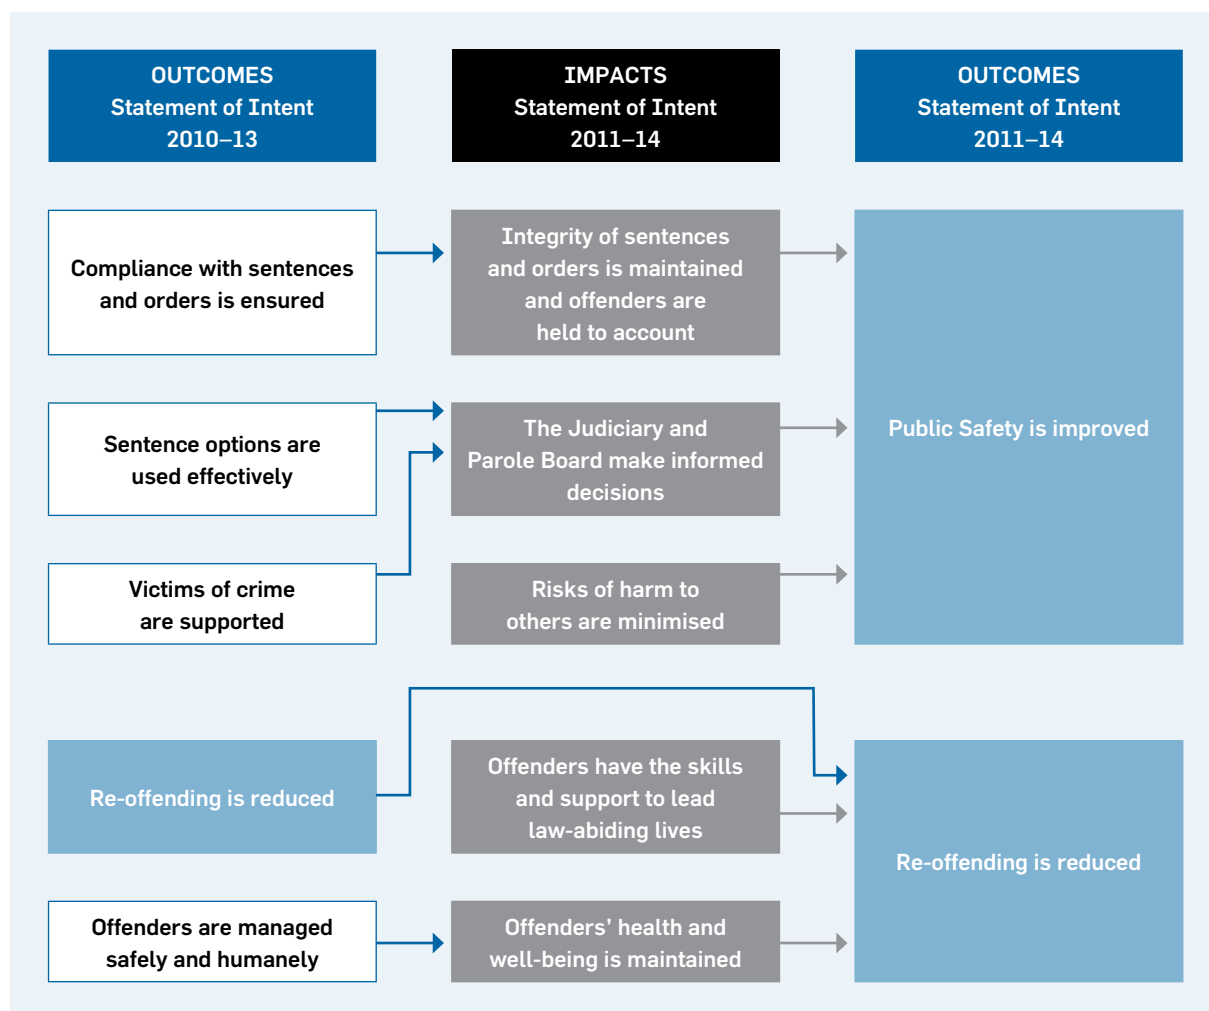 OUTCOMES
Statement of Intent
2010–13
IMPACTS
Statement of Intent
2011–14
OUTCOMES
Statement of Intent
2011–14
Compliance with sentences
and orders is ensured
Integrity of sentences
and orders is maintained
and offenders are
held to account
Sentence options are
used effectively
The Judiciary and
Parole Board make informed
decisions
Public Safety is improved
Victims of crime
are supported
Risks of harm to
others are minimised
Re-offending is reduced
Offenders have the skills
and support to lead
law-abiding lives
Re-offending is reduced
Offenders are managed
safely and humanely
Offenders’ health and
well-being is maintained